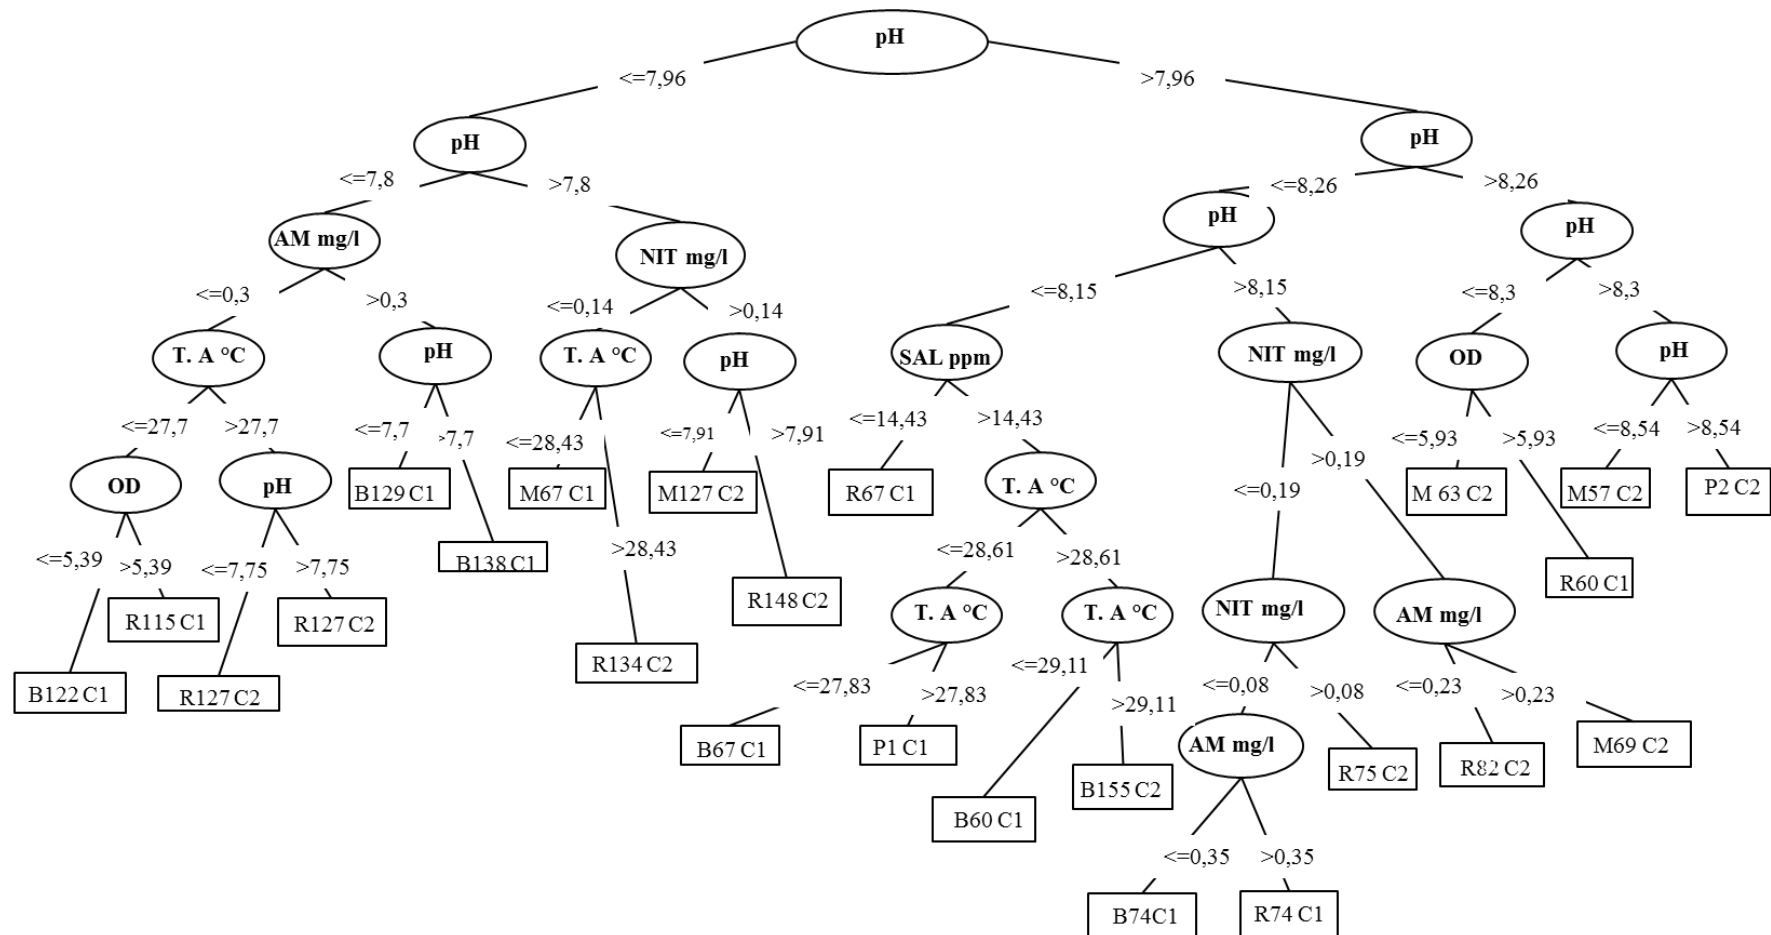 pH
<=7,96
>7,96
pH
pH
<=7,8
>7,8
<=8,26
>8,26
AM mg/l
NIT mg/l
pH
pH
<=0,3
>0,3
<=0,14
>0,14
<=8,15
>8,15
<=8,3
>8,3
T. A °C
pH
T. A °C
pH
SAL ppm
NIT mg/l
OD
pH
<=27,7
>27,7
<=7,7
>7,7
<=28,43
<=7,91
>7,91
<=14,43
>14,43
<=5,93
>5,93
<=8,54
>8,54
>0,19
OD
pH
B129 C1
M67 C1
M127 C2
R67 C1
T. A °C
<=0,19
M 63 C2
M57 C2
P2 C2
<=5,39
>5,39
<=7,75
>7,75
B138 C1
>28,43
<=28,61
>28,61
R60 C1
R115 C1
R127 C2
R148 C2
T. A °C
T. A °C
NIT mg/l
AM mg/l
B122 C1
R127 C2
R134 C2
<=29,11
<=27,83
>27,83
>29,11
<=0,08
>0,08
<=0,23
>0,23
B67 C1
P1 C1
AM mg/l
M69 C2
B155 C2
R75 C2
R82 C2
B60 C1
<=0,35
>0,35
B74C1
R74 C1